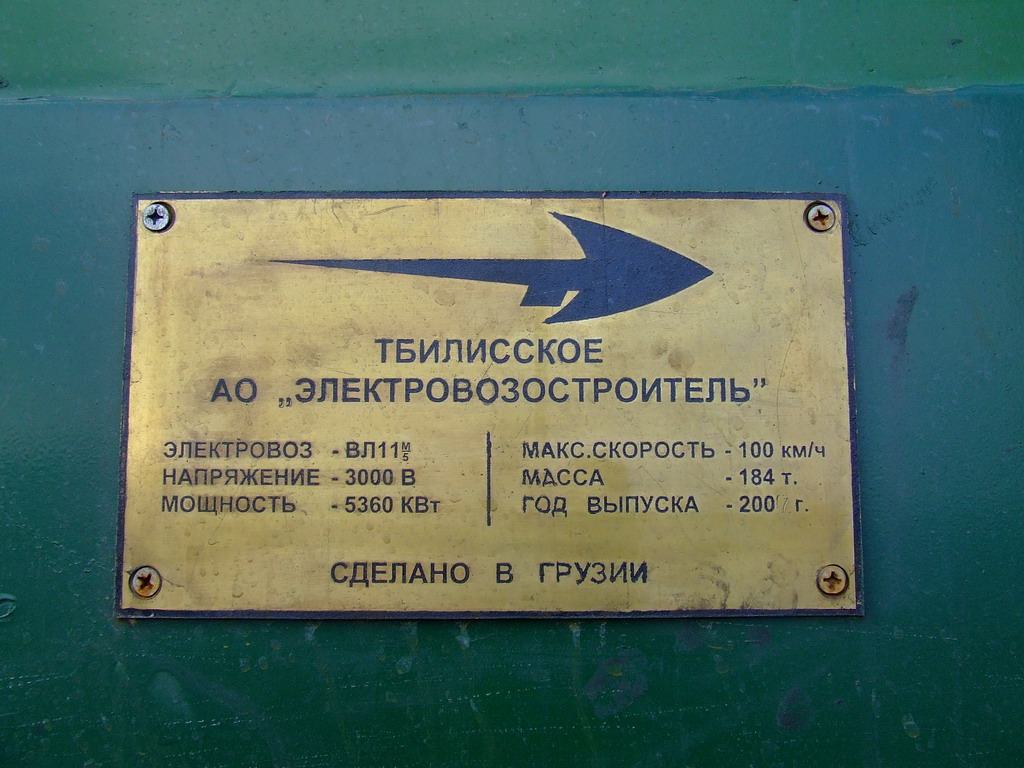 ТБИЛИССКОЕ
АО „ЭЛЕКТРОВОЗОСТРОИТЕЛЬ”
ЭЛЕКТРОВОЗ - ВЛ11 М/5
НАПРЯЖЕНИЕ - 3000 В
МОЩНОСТЬ - 5360 КВт
МАКС.СКОРОСТЬ - 100 км/ч
МАССА - 184 т.
ГОД ВЫПУСКА - г.
СДЕЛАНО В ГРУЗИИ